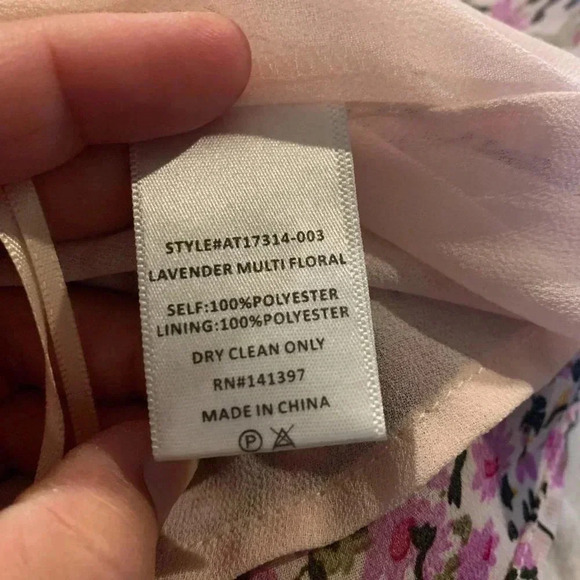 STYLE#AT17314-003
LAVENDER MULTI FLORAL
SELF:100%POLYESTER
LINING:100%POLYESTER
DRY CLEAN ONLY
RN#141397
MADE IN CHINA
P